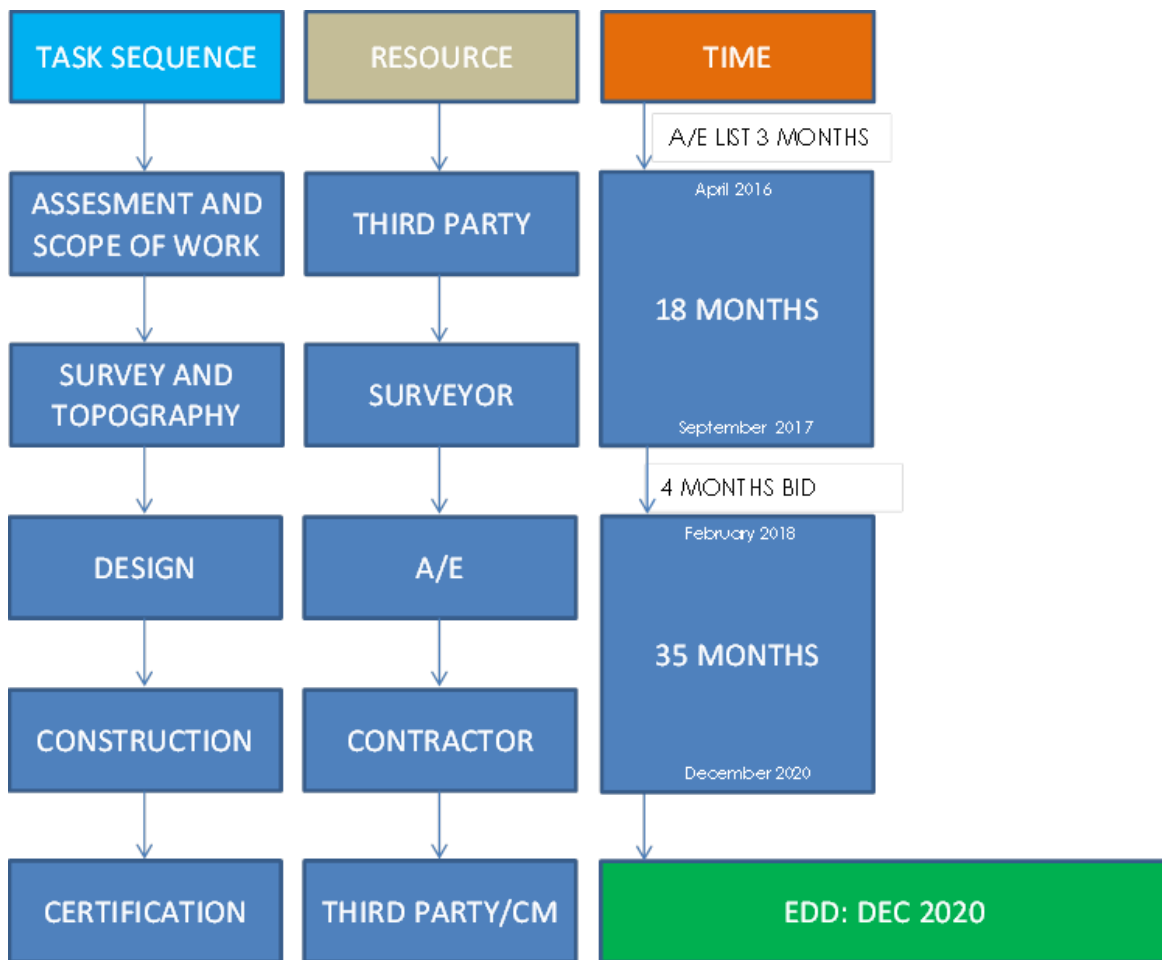 TASK SEQUENCE
RESOURCE
TIME
A/E LIST 3 MONTHS
ASSESMENT AND
SCOPE OF WORK
THIRD PARTY
April 2016
18 MONTHS
September 2017
SURVEY AND
TOPOGRAPHY
SURVEYOR
4 MONTHS BID
DESIGN
A/E
February 2018
35 MONTHS
December 2020
CONSTRUCTION
CONTRACTOR
CERTIFICATION
THIRD PARTY/CM
EDD: DEC 2020